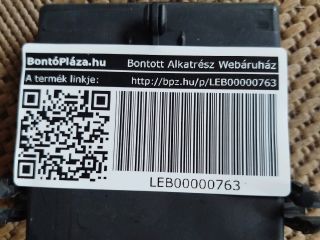 BontóPláza.hu Bontott Alkatrész Webáruház
A termék linkje: http://bpz.hu/p/LEB00000763
LEB00000763